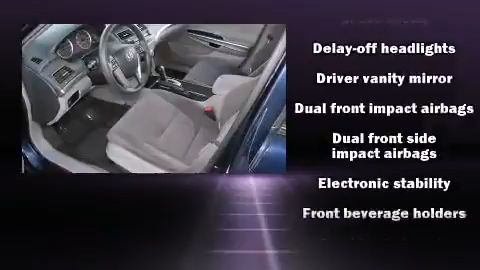 Delay-off headlights
Driver vanity mirror
Dual front impact airbags
Dual front side
impact airbags
Electronic stability
Front beverage holders